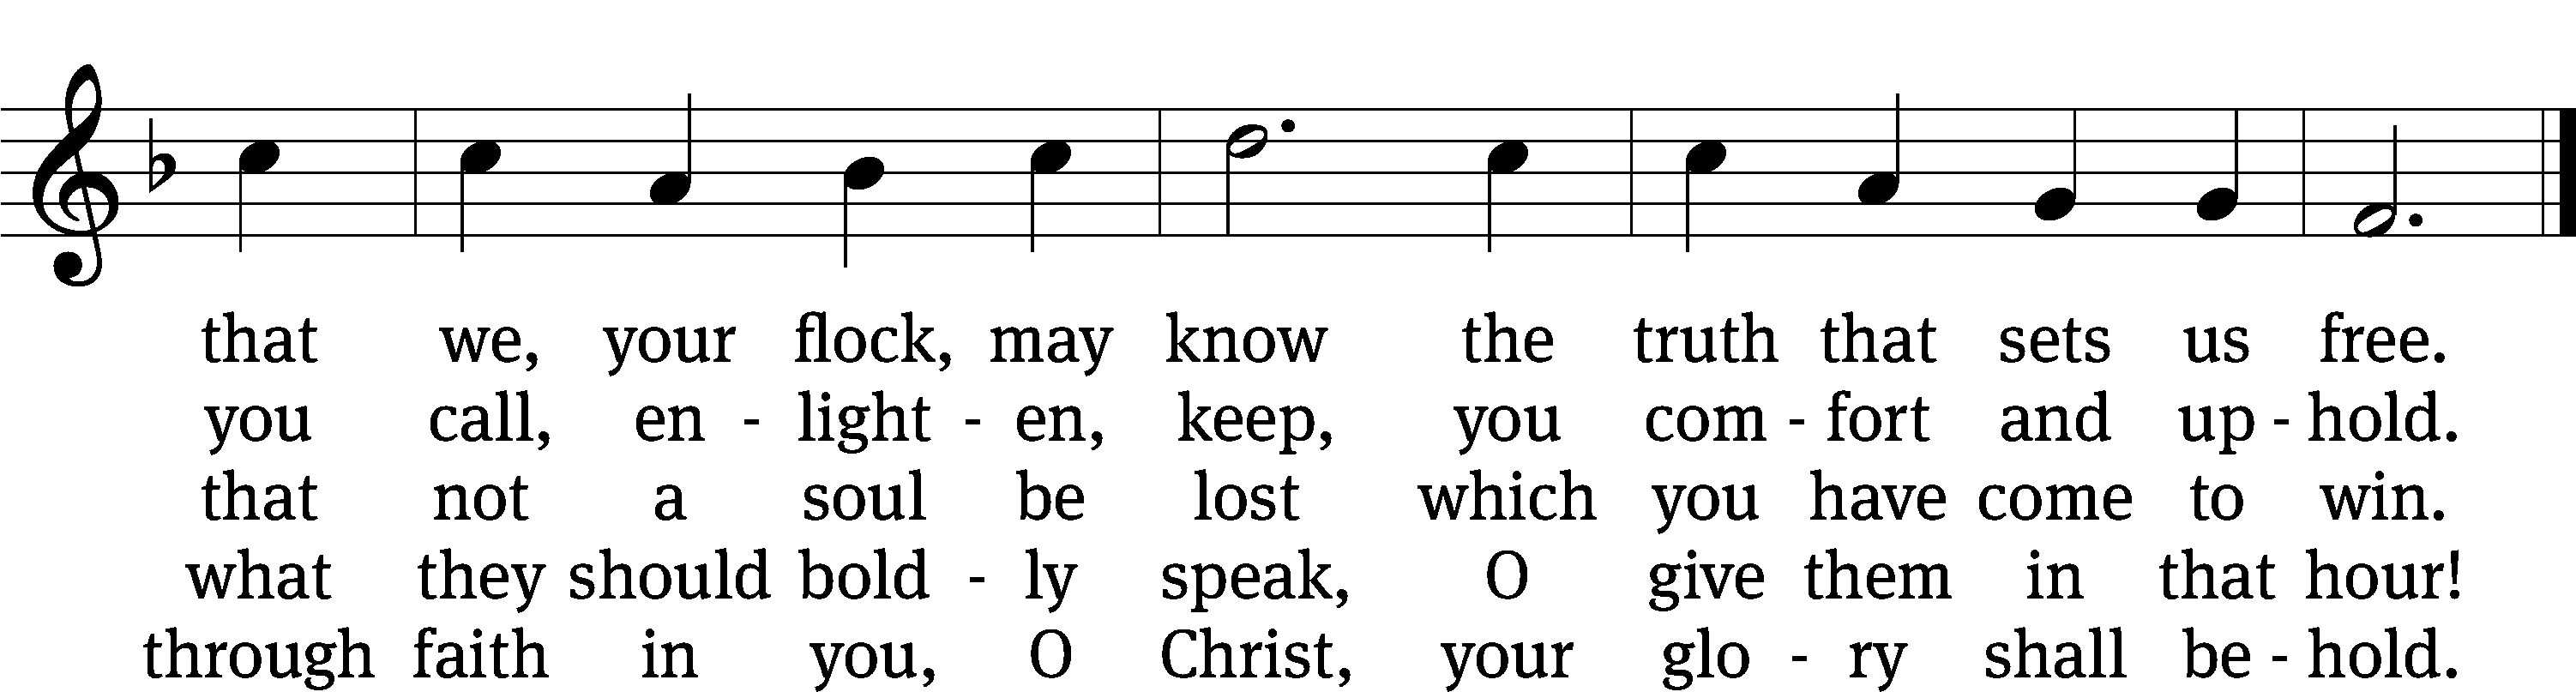 that we, your flock, may know the truth that sets us free.
you call, en - light - en, keep, you com - fort and up - hold.
that not a soul be lost which you have come to win.
what they should bold - ly speak, O give them in that hour!
through faith in you, O Christ, your glo - ry shall be - hold.